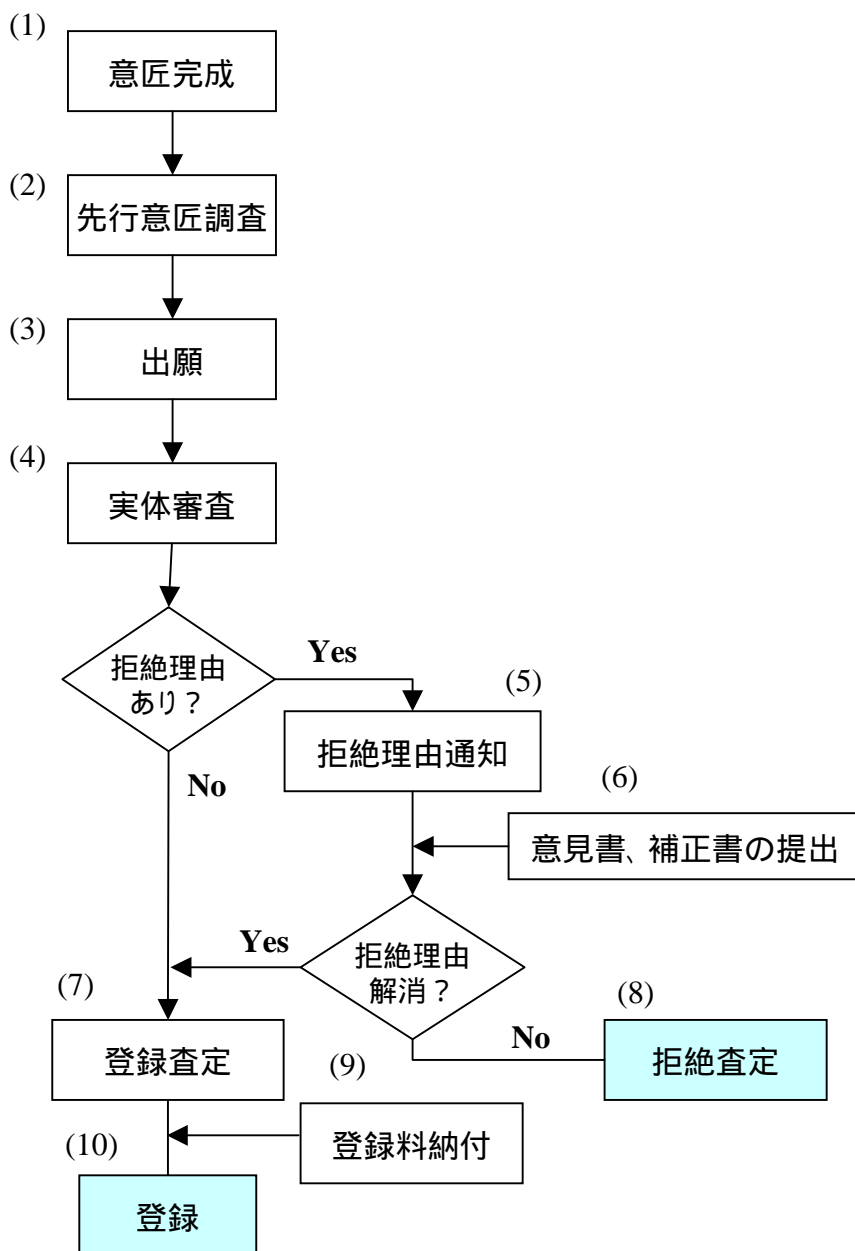 (1)
意匠完成
(2)
先行意匠調査
(3)
出願
(4)
実体審査
拒絶理由
あり？
Yes
(5)
拒絶理由通知
No
(6)
意見書、補正書の提出
拒絶理由
解消？
Yes
(7)
登録査定
No
(8)
拒絶査定
(9)
登録料納付
(10)
登録